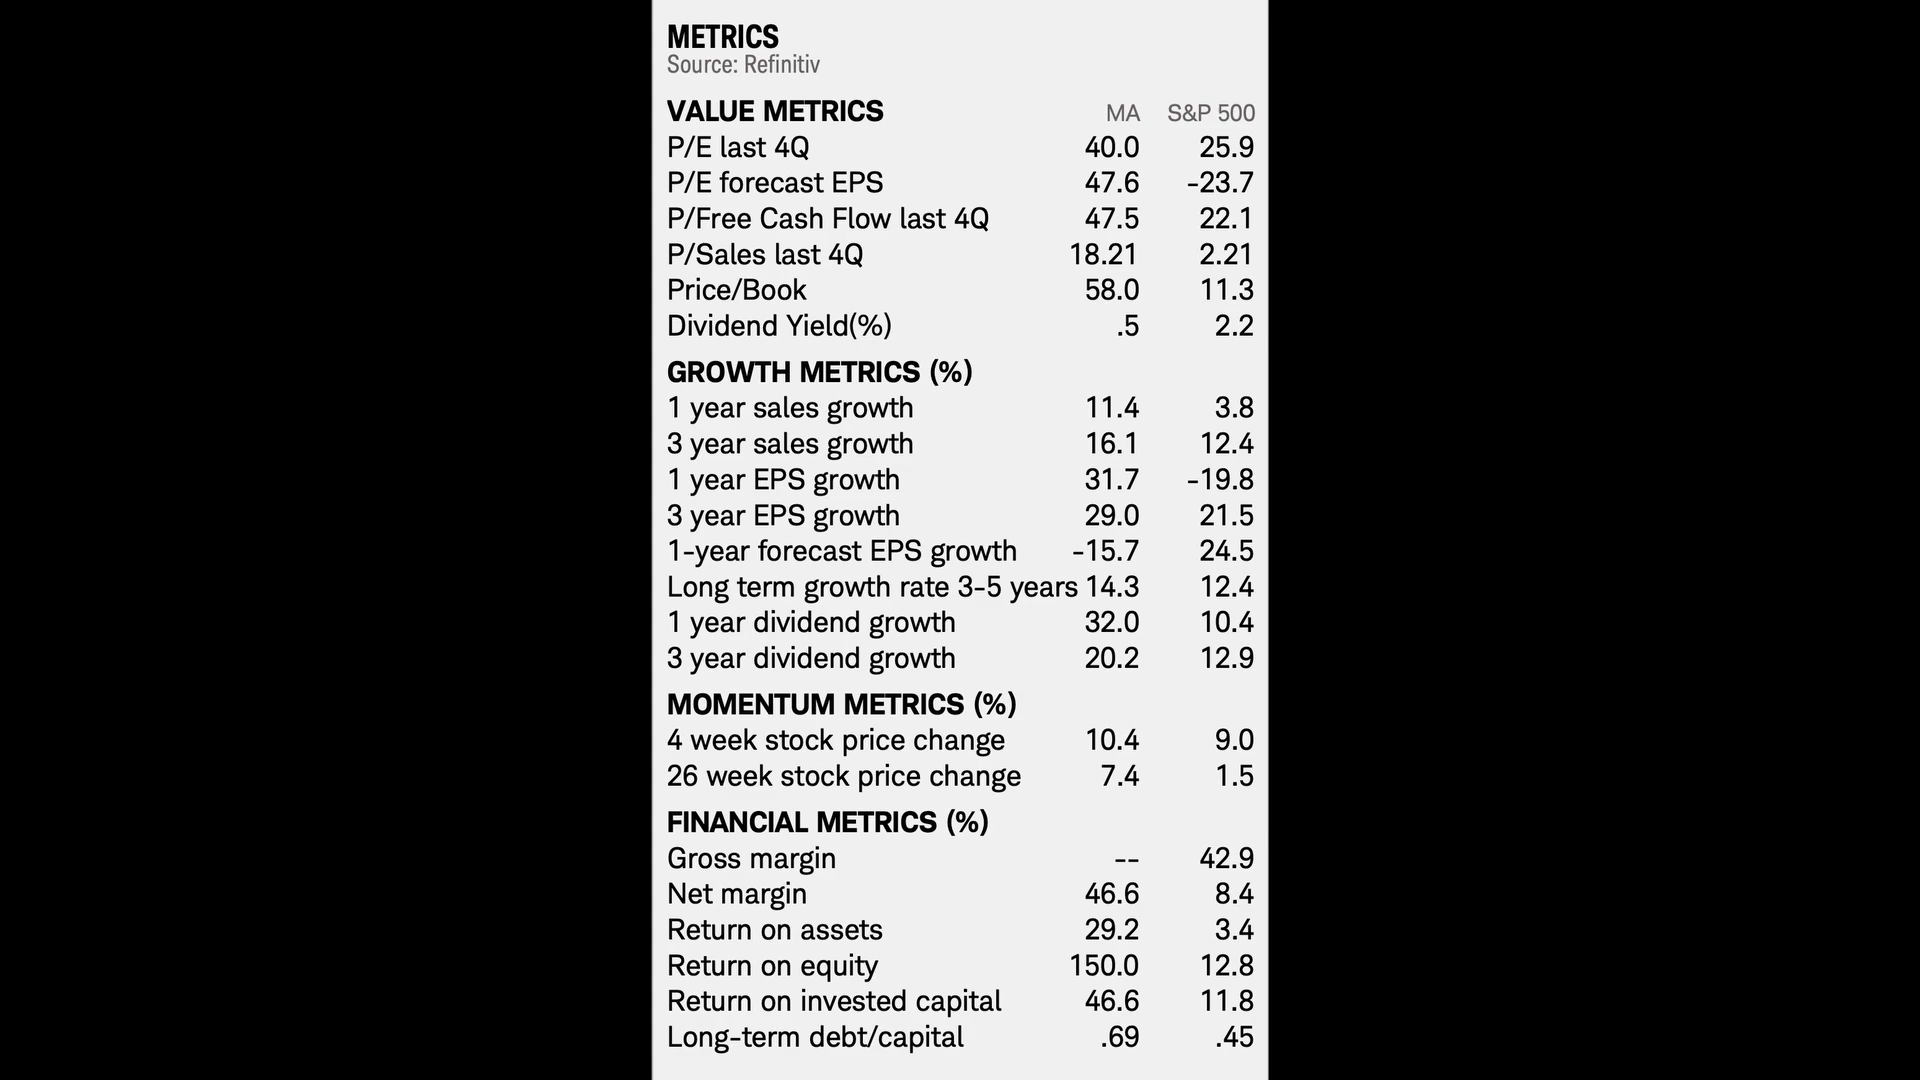 METRICS
Source: Refinitiv
VALUE METRICS MA S&P 500
P/E last 4Q 40.0 25.9
P/E forecast EPS 47.6 -23.7
P/Free Cash Flow last 4Q 47.5 22.1
P/Sales last 4Q 18.21 2.21
Price/Book 58.0 11.3
Dividend Yield(%) .5 2.2
GROWTH METRICS (%)
1 year sales growth 11.4 3.8
3 year sales growth 16.1 12.4
1 year EPS growth 31.7 -19.8
3 year EPS growth 29.0 21.5
1-year forecast EPS growth -15.7 24.5
Long term growth rate 3-5 years 14.3 12.4
1 year dividend growth 32.0 10.4
3 year dividend growth 20.2 12.9
MOMENTUM METRICS (%)
4 week stock price change 10.4 9.0
26 week stock price change 7.4 1.5
FINANCIAL METRICS (%)
Gross margin -- 42.9
Net margin 46.6 8.4
Return on assets 29.2 3.4
Return on equity 150.0 12.8
Return on invested capital 46.6 11.8
Long-term debt/capital .69 .45